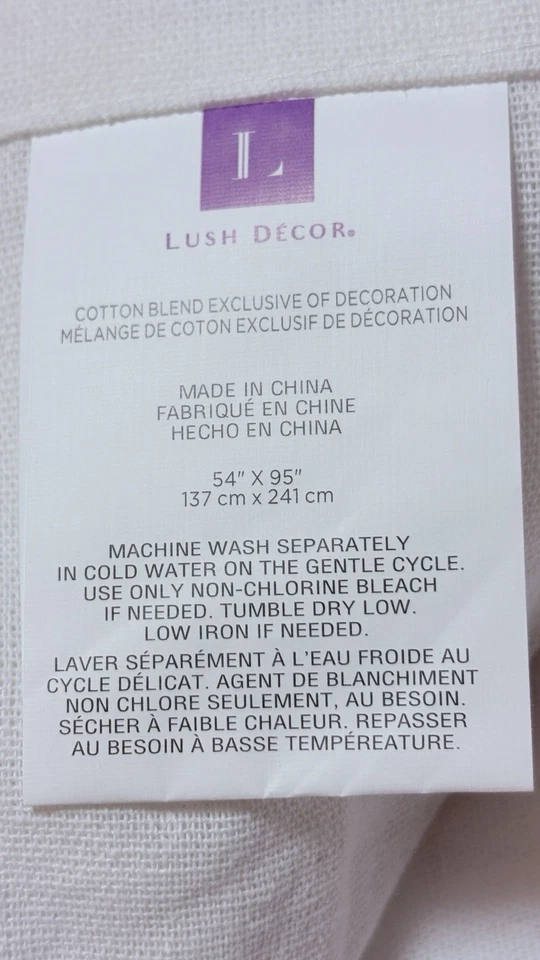 L
LUSH DÉCOR®
COTTON BLEND EXCLUSIVE OF DECORATION
MÉLANGE DE COTON EXCLUSIF DE DÉCORATION
MADE IN CHINA
FABRIQUÉ EN CHINE
HECHO EN CHINA
54" X 95"
137 cm x 241 cm
MACHINE WASH SEPARATELY
IN COLD WATER ON THE GENTLE CYCLE.
USE ONLY NON-CHLORINE BLEACH
IF NEEDED. TUMBLE DRY LOW.
LOW IRON IF NEEDED.
LAVER SÉPARÉMENT À L'EAU FROIDE AU
CYCLE DÉLICAT. AGENT DE BLANCHIMENT
NON CHLORE SEULEMENT, AU BESOIN.
SÉCHER À FAIBLE CHALEUR. REPASSER
AU BESOIN À BASSE TEMPÉREATURE.